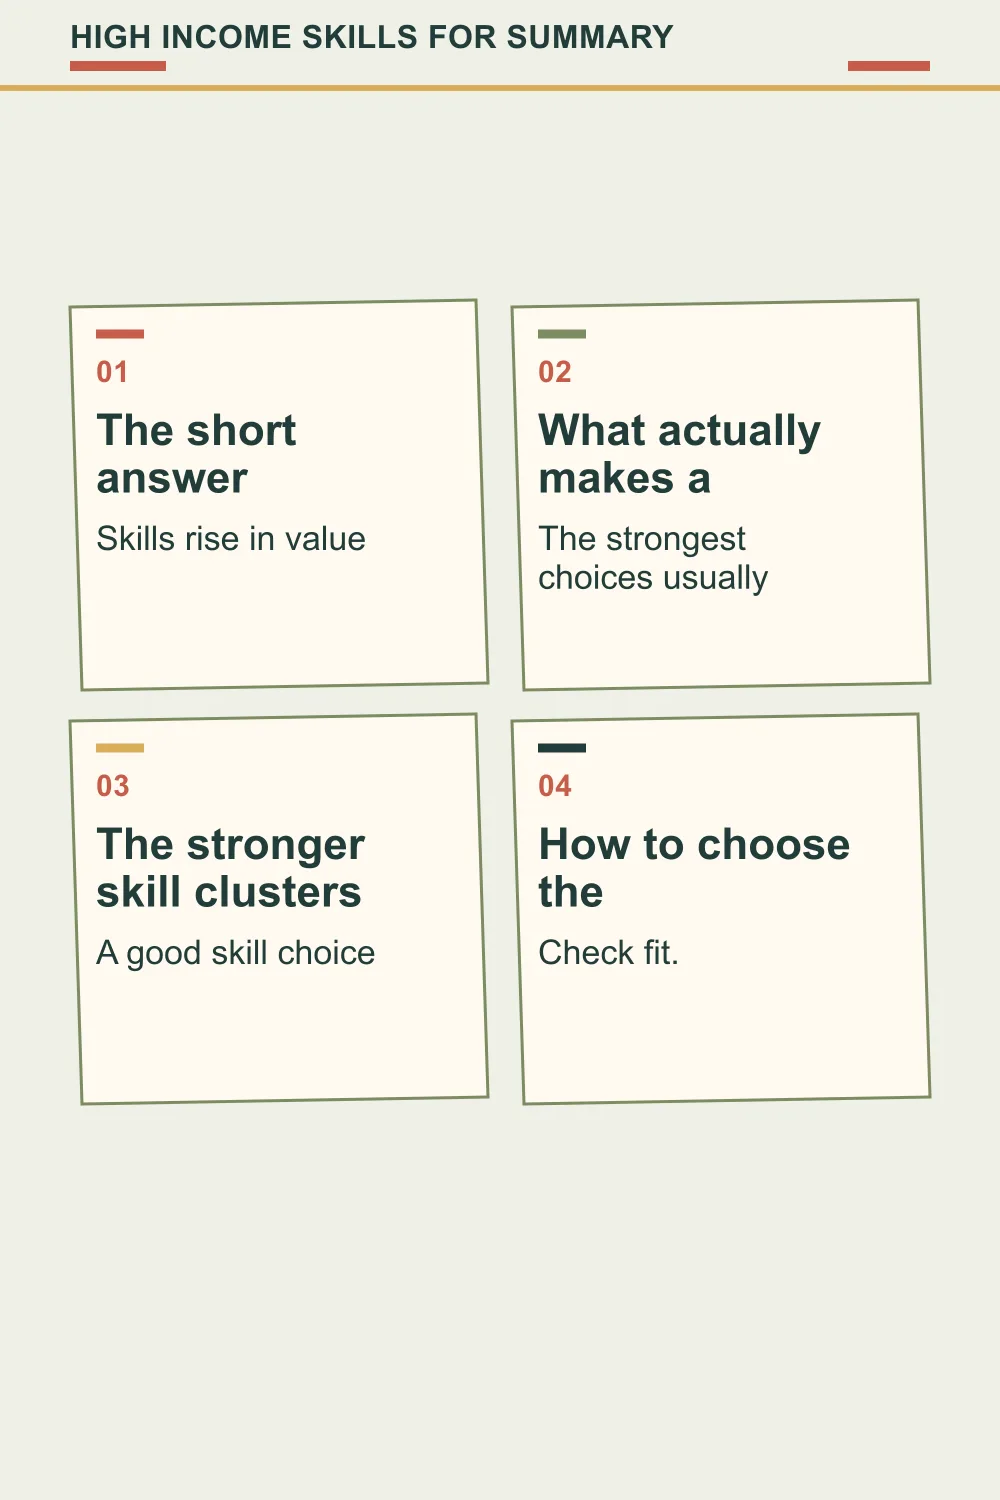 HIGH INCOME SKILLS FOR SUMMARY
01
The short
answer
Skills rise in value
02
What actually
makes a
The strongest
choices usually
03
The stronger
skill clusters
A good skill choice
04
How to choose
the
Check fit.